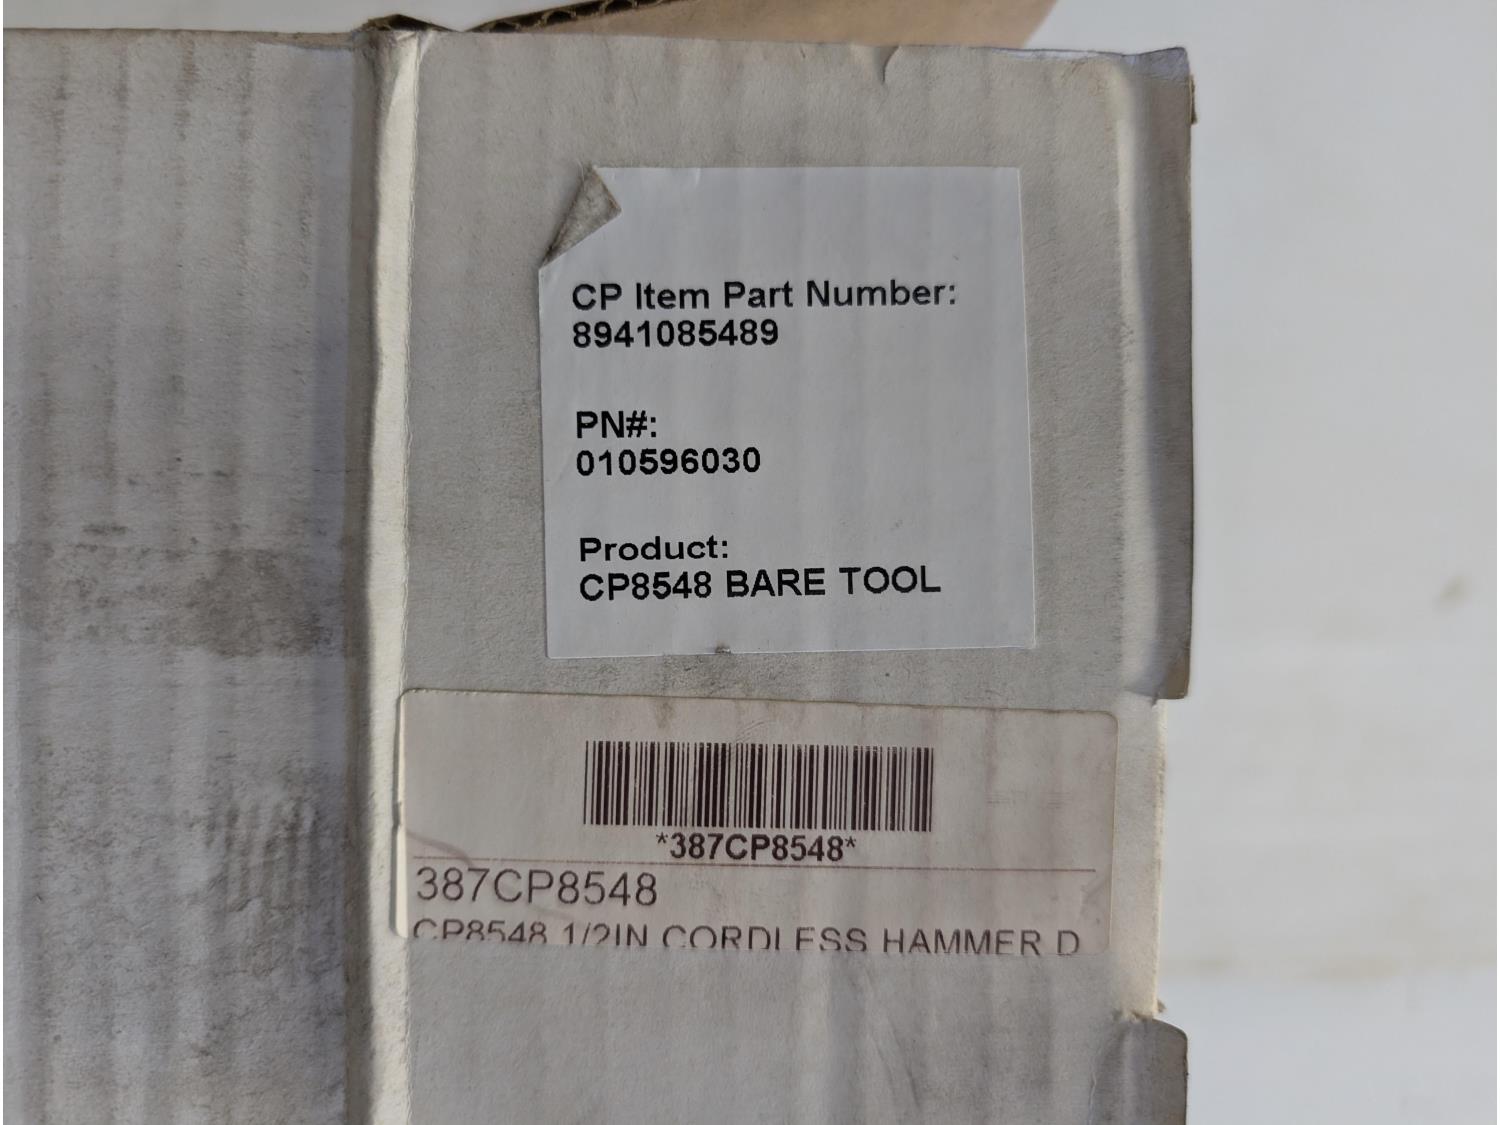 CP Item Part Number:
8941085489
PN#:
010596030
Product:
CP8548 BARE TOOL
*387CP8548*
387CP8548
CP8548 1/2IN CORDLESS HAMMER D